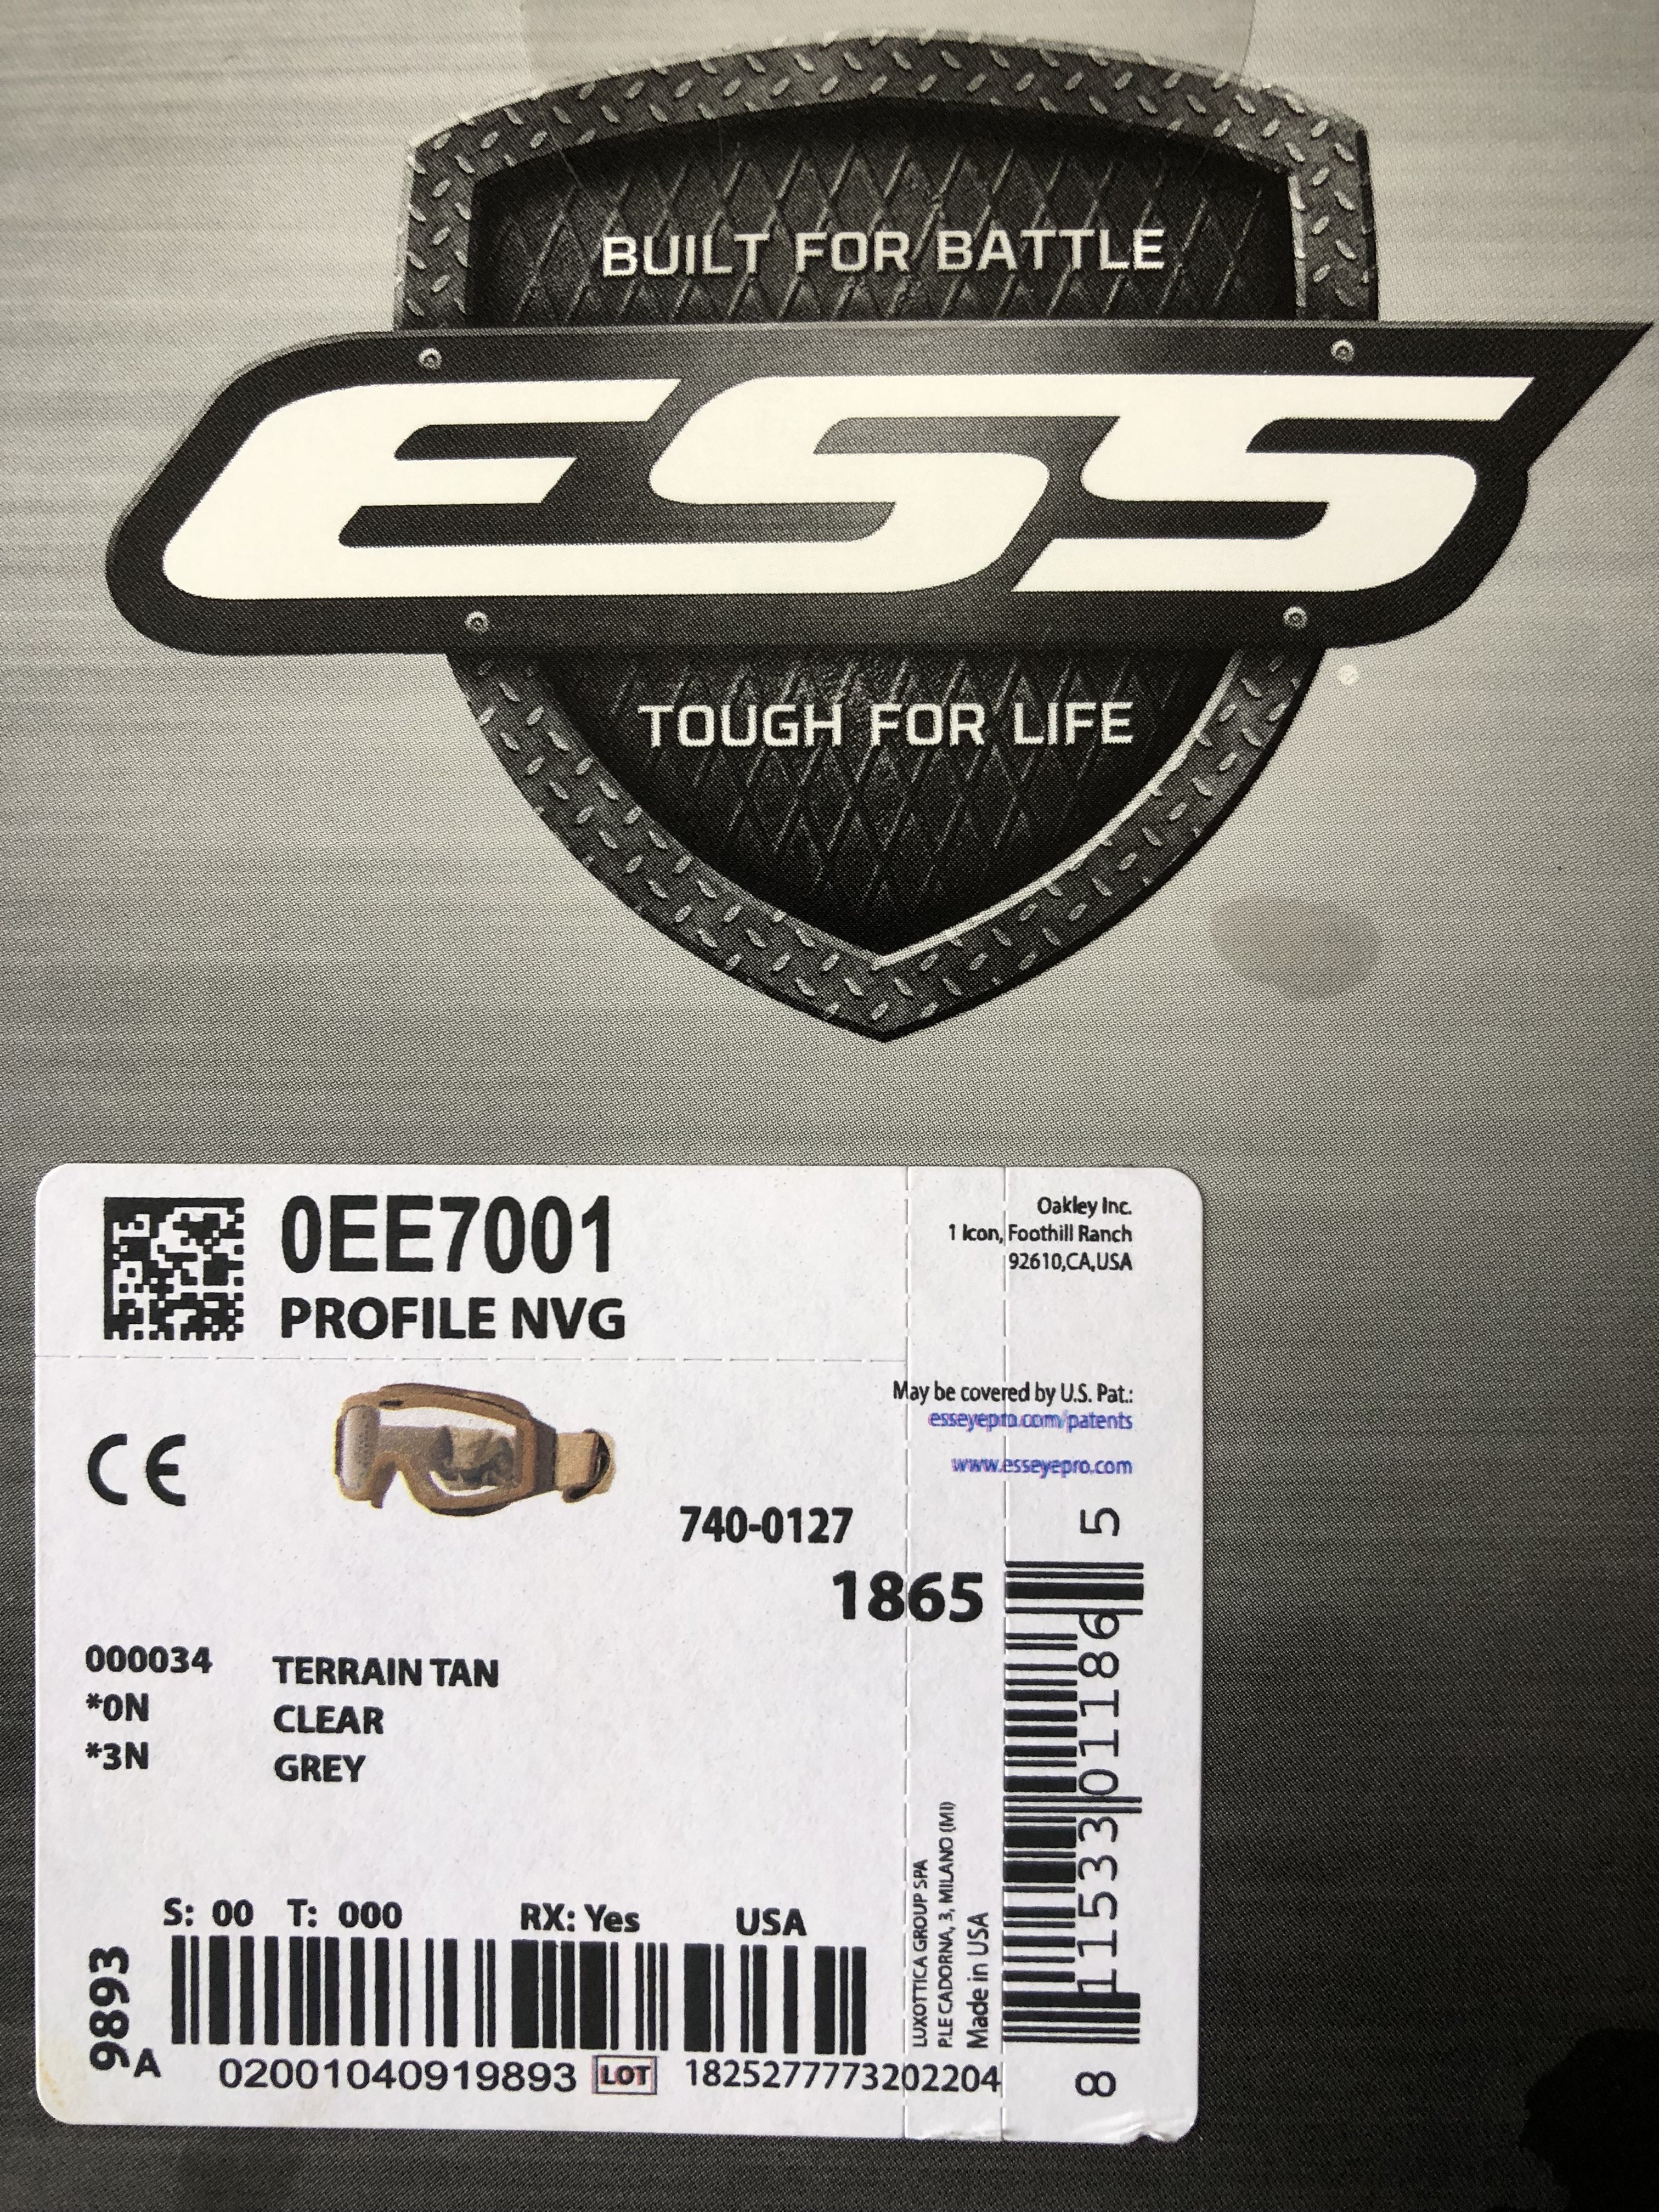 BUILT FOR BATTLE
ESS
TOUGH FOR LIFE
0EE7001
PROFILE NVG
Oakley Inc.
1 Icon, Foothill Ranch
92610,CA,USA
May be covered by U.S. Pat.:
esseyepro.com/patents
www.esseyepro.com
CE
740-0127
1865
000034 TERRAIN TAN
*0N CLEAR
*3N GREY
S: 00 T: 000 RX: Yes USA
9893
A
02001040919893 LOT 1825277773202204
LUXOTTICA GROUP SPA
P.LE CADORNA, 3, MILANO (MI)
Made in USA
8 11533 01186 5